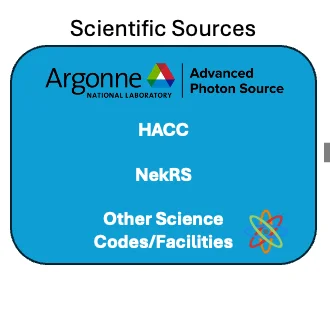 Scientific Sources
Argonne
NATIONAL LABORATORY
Advanced
Photon Source
HACC
NekRS
Other Science
Codes/Facilities